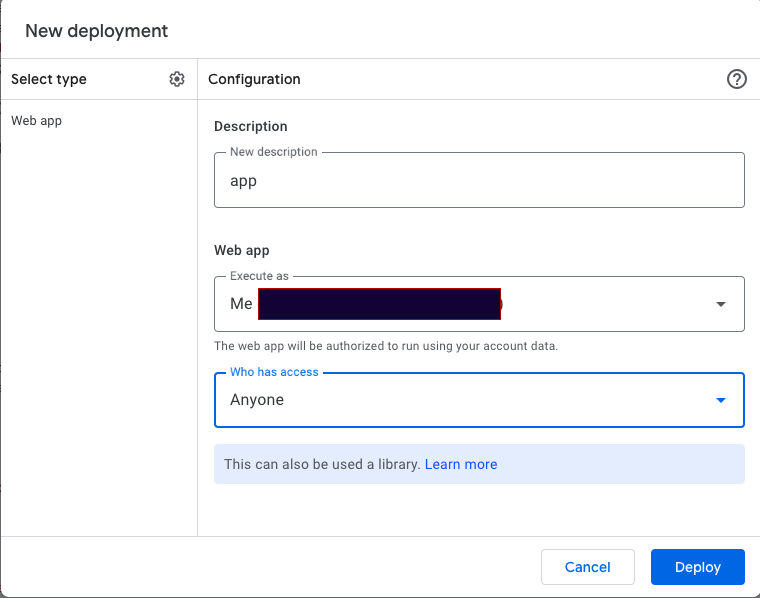 New deployment
Select type
Configuration
Web app
Description
New description
app
Web app
Execute as
Me
The web app will be authorized to run using your account data.
Who has access
Anyone
This can also be used a library. Learn more
Cancel
Deploy